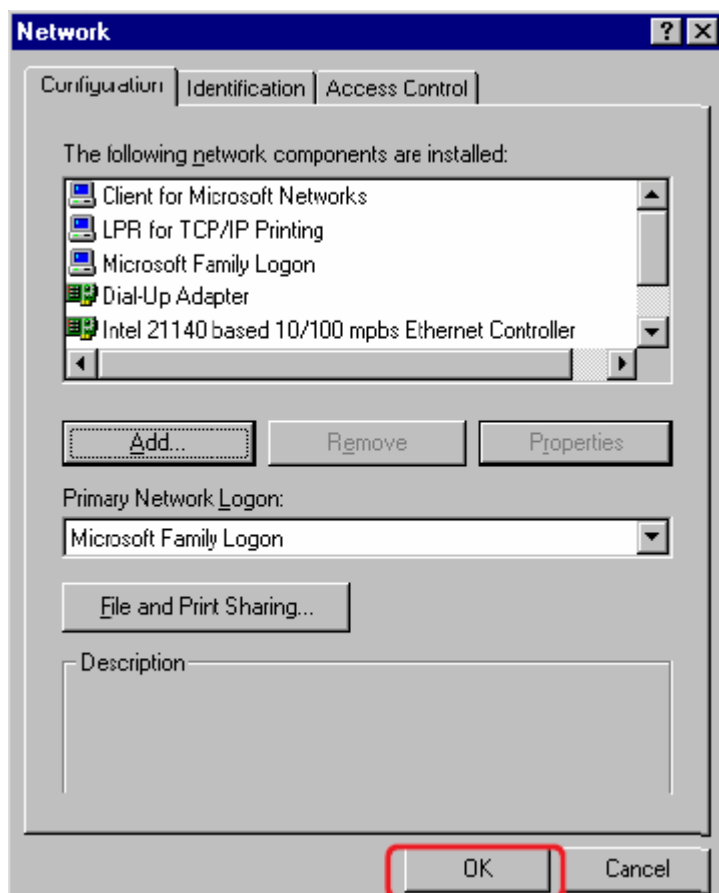 Network
Configuration Identification Access Control
The following network components are installed:
Client for Microsoft Networks
LPR for TCP/IP Printing
Microsoft Family Logon
Dial-Up Adapter
Intel 21140 based 10/100 mpbs Ethernet Controller
Add... Remove Properties
Primary Network Logon:
Microsoft Family Logon
File and Print Sharing...
Description
OK Cancel